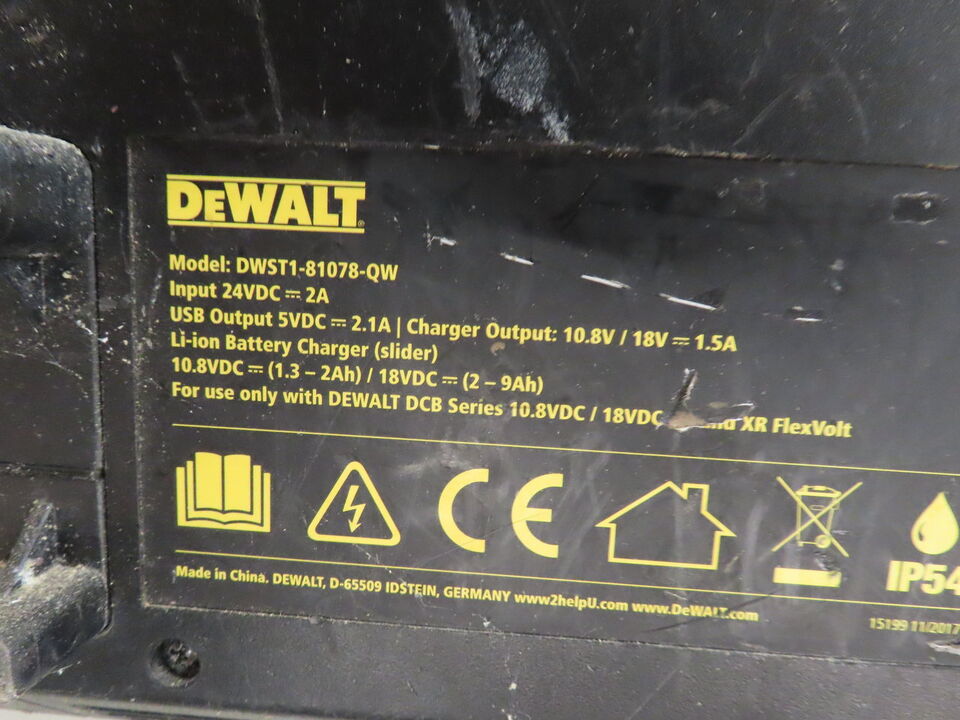 DEWALT
Model: DWST1-81078-QW
Input 24VDC ⎓ 2A
USB Output 5VDC ⎓ 2.1A | Charger Output: 10.8V / 18V ⎓ 1.5A
Li-ion Battery Charger (slider)
10.8VDC ⎓ (1.3 – 2Ah) / 18VDC ⎓ (2 – 9Ah)
For use only with DEWALT DCB Series 10.8VDC / 18VDC XR FlexVolt
CE
IP54
Made in China. DEWALT, D-65509 IDSTEIN, GERMANY www.2helpU.com www.DeWALT.com
15199 11/2017